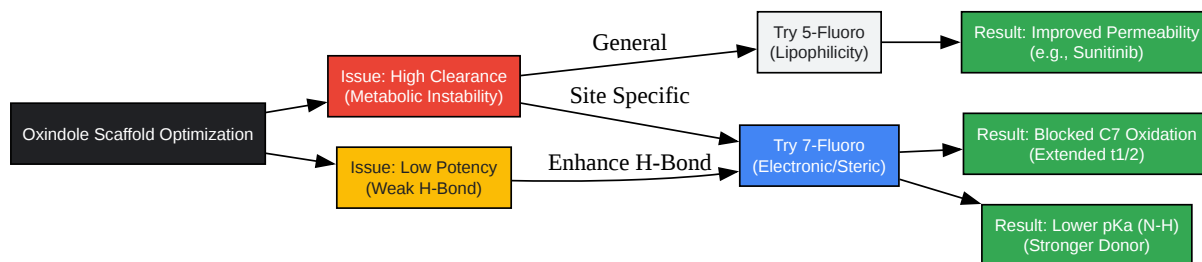 Oxindole Scaffold Optimization
Issue: High Clearance
(Metabolic Instability)
Issue: Low Potency
(Weak H-Bond)
General
Site Specific
Enhance H-Bond
Try 5-Fluoro
(Lipophilicity)
Try 7-Fluoro
(Electronic/Steric)
Result: Improved Permeability
(e.g., Sunitinib)
Result: Blocked C7 Oxidation
(Extended t1/2)
Result: Lower pKa (N-H)
(Stronger Donor)